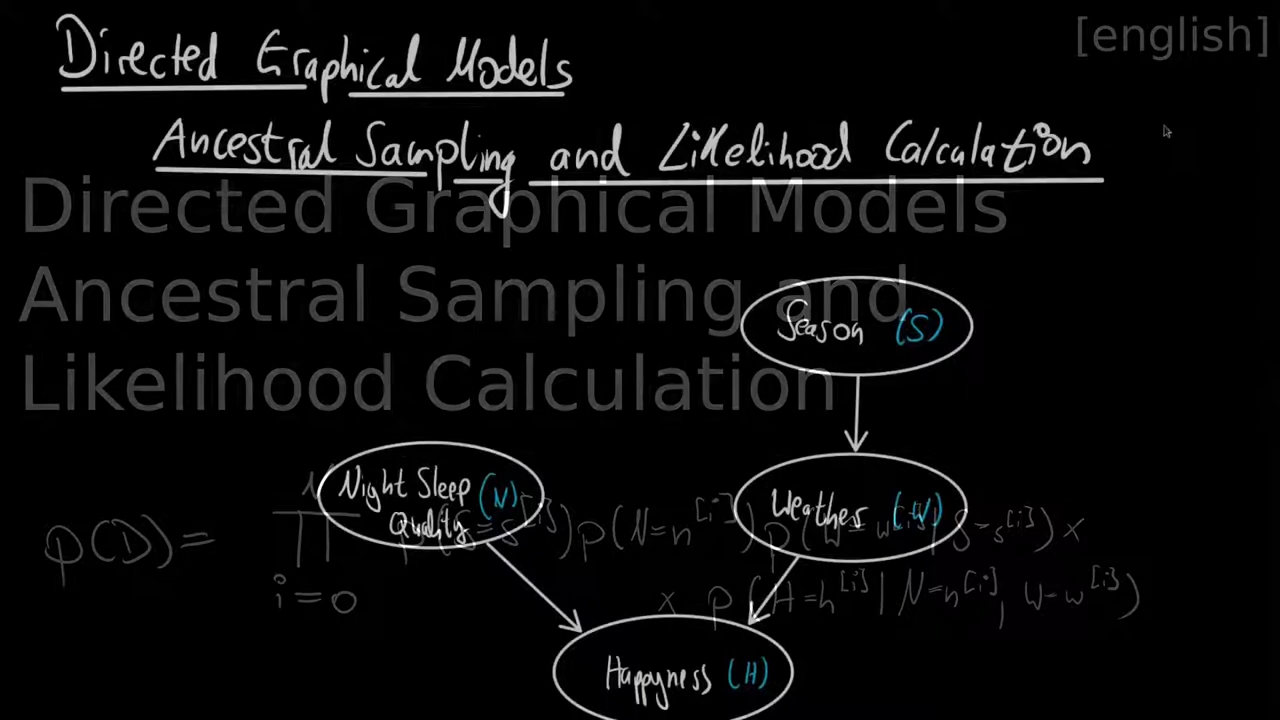 [english]
Directed Graphical Models
Ancestral Sampling and Likelihood Calculation
Directed Graphical Models
Ancestral Sampling and
Likelihood Calculation
Season (S)
Night Sleep Quality (N)
Weather (W)
p(D) = ∏ i=0 N p(S=s^[i]) p(N=n^[i]) p(W=w^[i] | S=s^[i]) ×
× p(H=h^[i] | N=n^[i], W=w^[i])
Happyness (H)